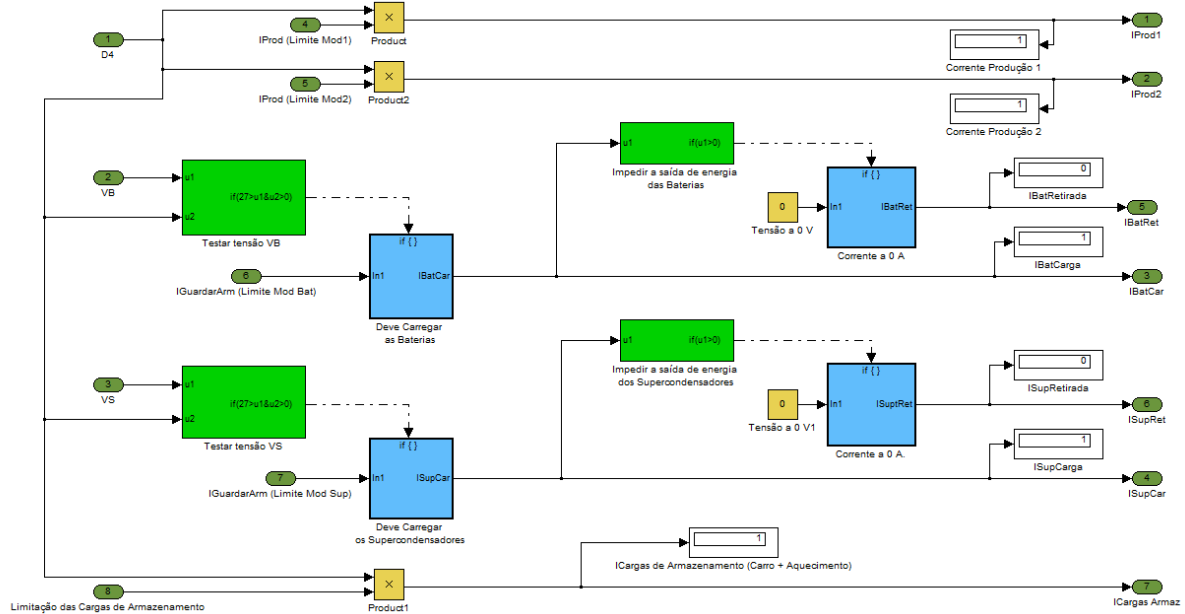 1
D4
4
IProd (Limite Mod1)
×
Product
1
IProd1
1
Corrente Produção 1
5
IProd (Limite Mod2)
×
Product2
2
IProd2
1
Corrente Produção 2
2
VB
u1
u2
if(27>u1&u2>0)
Testar tensão VB
u1
if(u1>0)
Impedir a saída de energia
das Baterias
0
Tensão a 0 V
if { }
In1
IBatRet
Corrente a 0 A
0
IBatRetirada
5
IBatRet
6
IGuardarArm (Limite Mod Bat)
if { }
In1
IBatCar
Deve Carregar
as Baterias
1
IBatCarga
3
IBatCar
3
VS
u1
u2
if(27>u1&u2>0)
Testar tensão VS
u1
if(u1>0)
Impedir a saída de energia
dos Supercondensadores
0
Tensão a 0 V1
if { }
In1
ISuptRet
Corrente a 0 A.
0
ISupRetirada
6
ISupRet
7
IGuardarArm (Limite Mod Sup)
if { }
In1
ISupCar
Deve Carregar
os Supercondensadores
1
ISupCarga
4
ISupCar
1
ICargas de Armazenamento (Carro + Aquecimento)
8
Limitação das Cargas de Armazenamento
×
Product1
7
ICargas Armaz